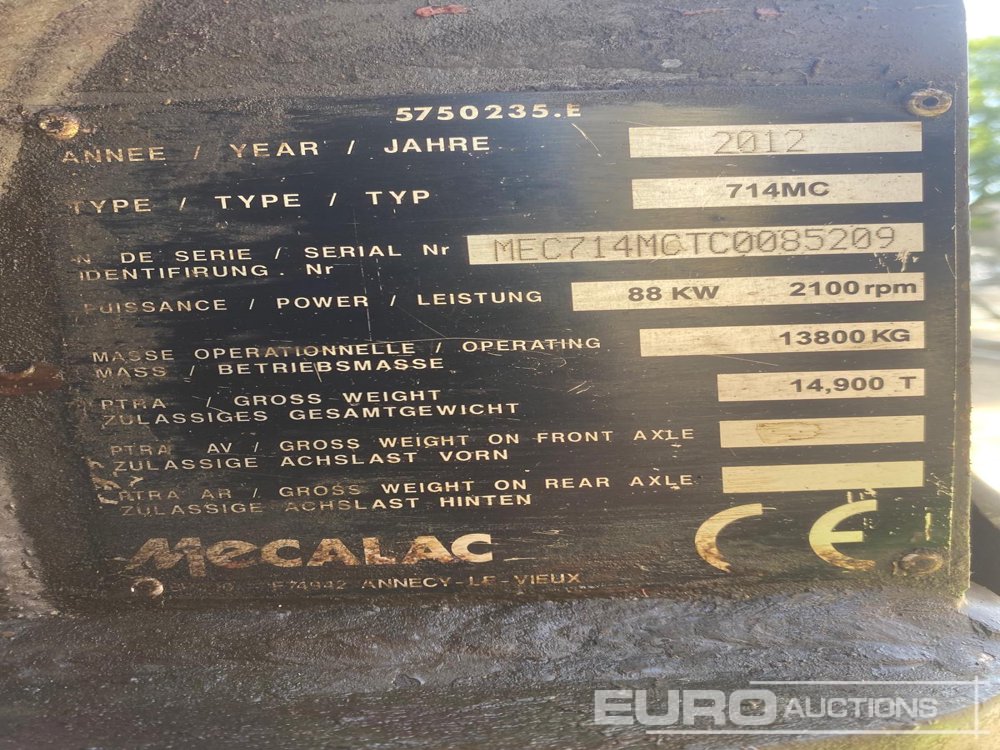 5750235.E
ANNEE / YEAR / JAHRE 2012
TYPE / TYPE / TYP 714MC
N DE SERIE / SERIAL Nr MEC714MCTC0085209
IDENTIFIRUNG. Nr
PUISSANCE / POWER / LEISTUNG 88 KW 2100 rpm
MASSE OPERATIONNELLE / OPERATING 13800 KG
MASS / BETRIEBSMASSE
PTRA / GROSS WEIGHT 14,900 T
ZULASSIGES GESAMTGEWICHT
PTRA AV / GROSS WEIGHT ON FRONT AXLE
ZULASSIGE ACHSLAST VORN
PTRA AR / GROSS WEIGHT ON REAR AXLE
ZULASSIGE ACHSLAST HINTEN
MECALAC CE
F74942 ANNECY-LE-VIEUX
EURO AUCTIONS